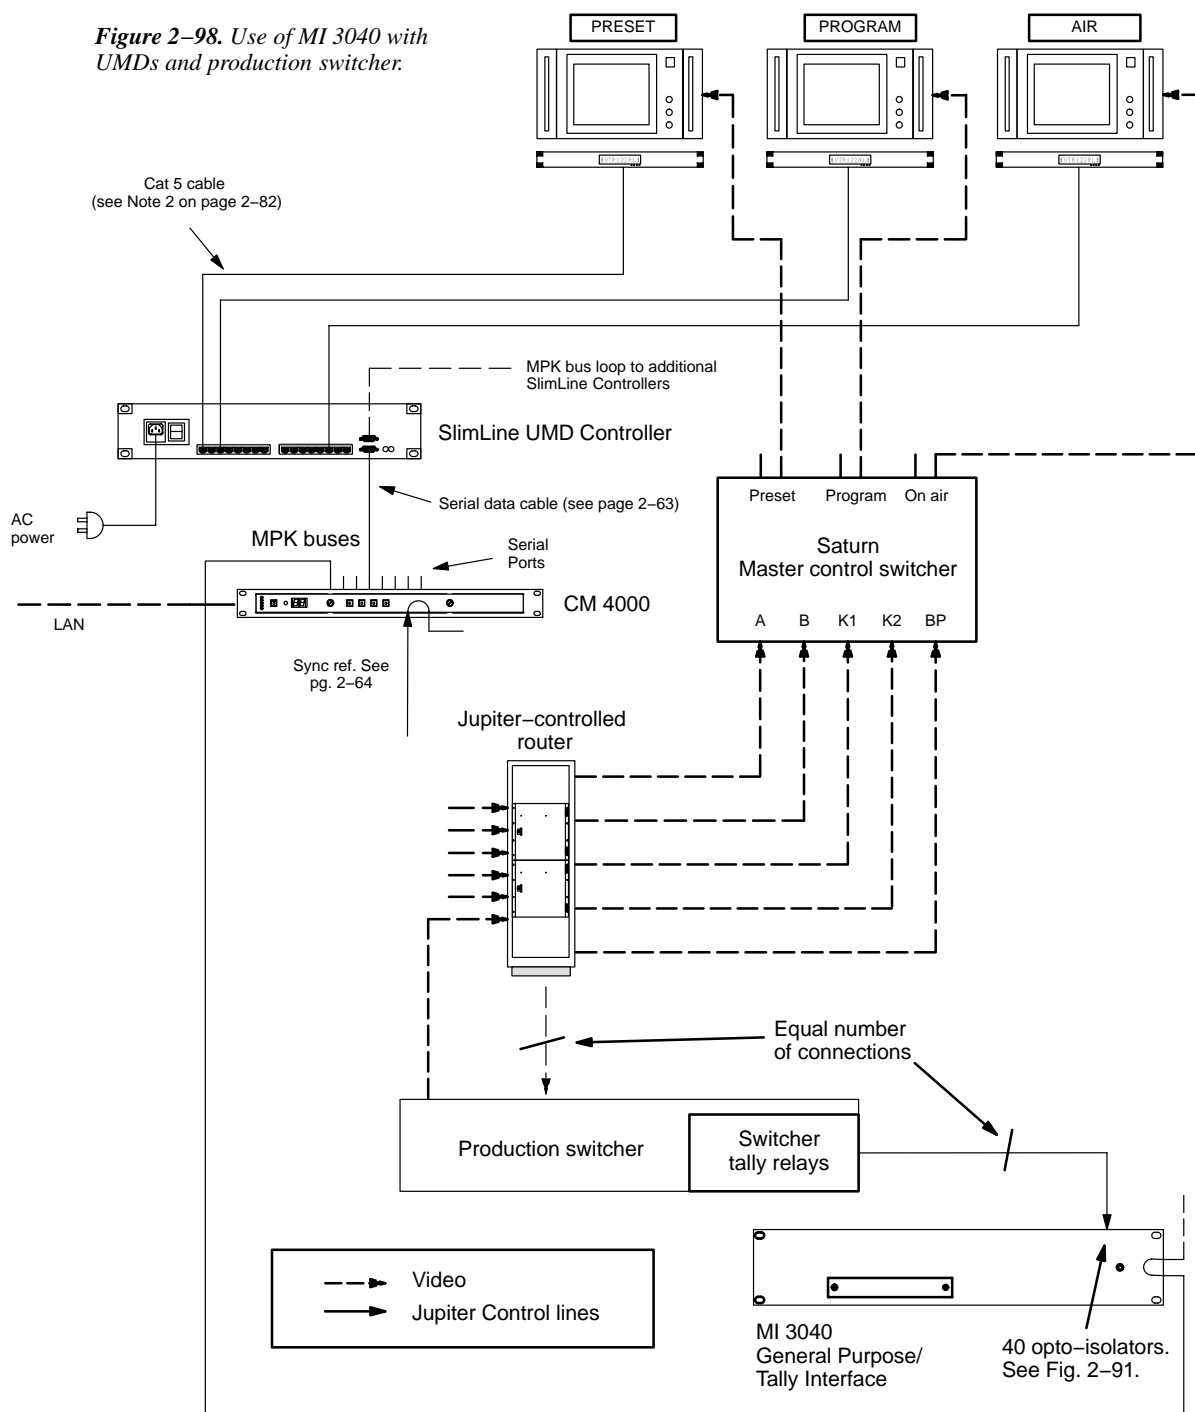 Figure 2–98. Use of MI 3040 with
UMDs and production switcher.
PRESET
PROGRAM
AIR
Cat 5 cable
(see Note 2 on page 2–82)
MPK bus loop to additional
SlimLine Controllers
SlimLine UMD Controller
Serial data cable (see page 2–63)
AC
power
MPK buses
Serial
Ports
CM 4000
LAN
Sync ref. See
pg. 2–64
Preset
Program
On air
Saturn
Master control switcher
A
B
K1
K2
BP
Jupiter–controlled
router
Equal number
of connections
Production switcher
Switcher
tally relays
Video
Jupiter Control lines
MI 3040
General Purpose/
Tally Interface
40 opto–isolators.
See Fig. 2–91.